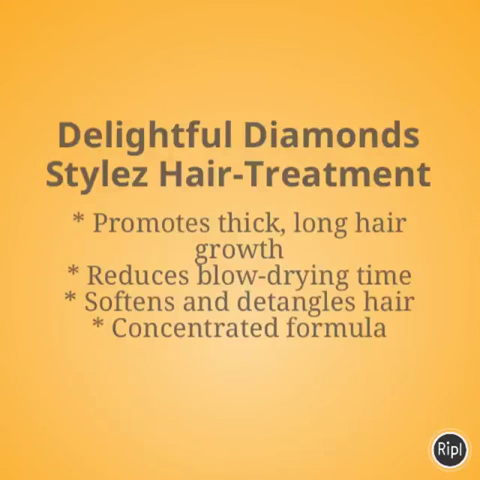 Delightful Diamonds
Stylez Hair-Treatment
* Promotes thick, long hair
growth
* Reduces blow-drying time
* Softens and detangles hair
* Concentrated formula
Ripl